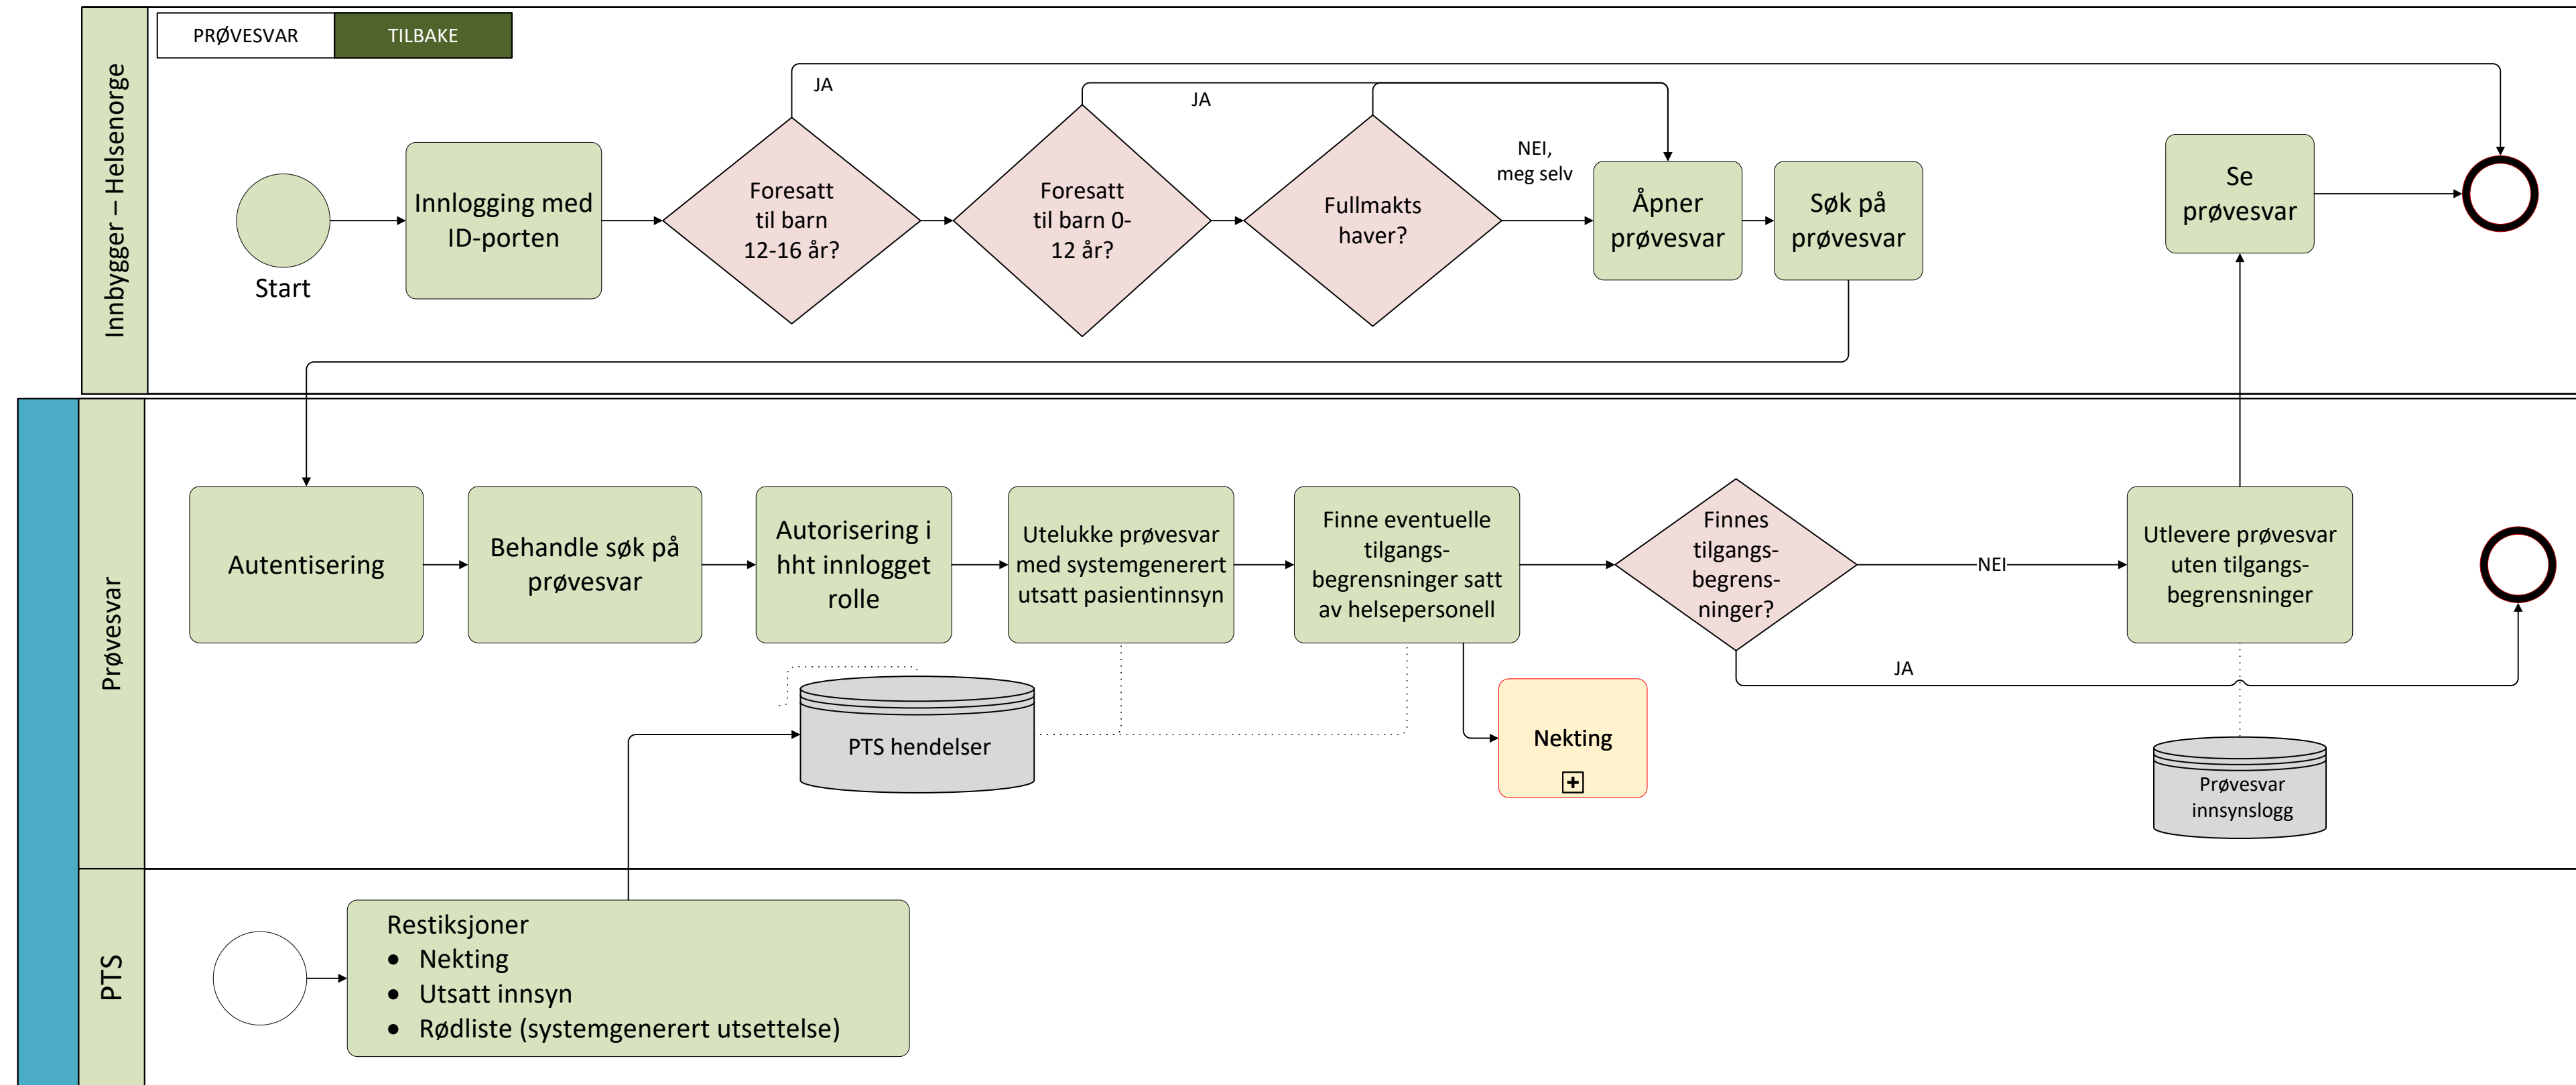 PRØVESVAR
TILBAKE
Innbygger – Helsenorge
JA
JA
NEI,
meg selv
Start
Innlogging med
ID-porten
Foresatt
til barn
12-16 år?
Foresatt
til barn 0-
12 år?
Fullmakts
haver?
Åpner
prøvesvar
Søk på
prøvesvar
Se
prøvesvar
Prøvesvar
Autentisering
Behandle søk på
prøvesvar
Autorisering i
hht innlogget
rolle
Utelukke prøvesvar
med systemgenerert
utsatt pasientinnsyn
Finne eventuelle
tilgangs-
begrensninger satt
av helsepersonell
Finnes
tilgangs-
begrens-
ninger?
NEI
Utlevere prøvesvar
uten tilgangs-
begrensninger
JA
PTS hendelser
Nekting
Prøvesvar
innsynslogg
PTS
Restiksjoner
• Nekting
• Utsatt innsyn
• Rødliste (systemgenerert utsettelse)